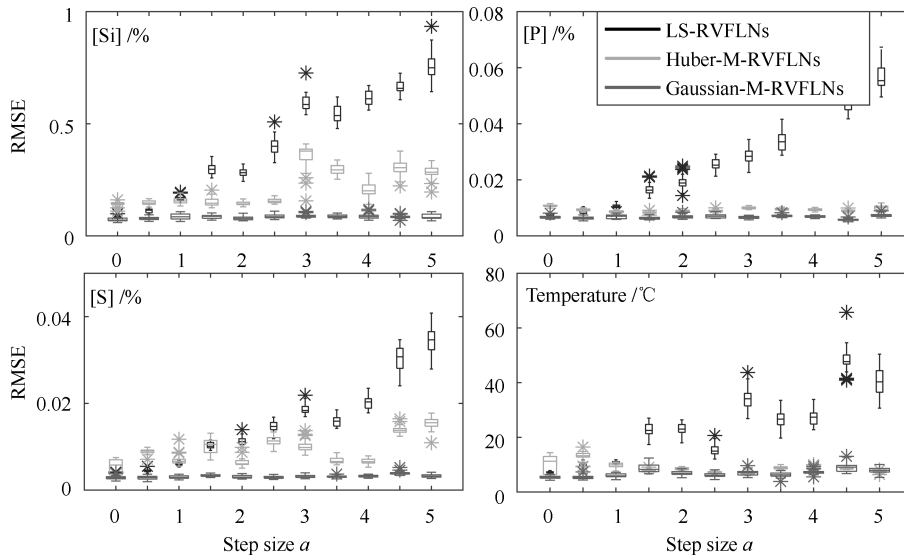 1
[Si] /%
0.5
RMSE
0
0 1 2 3 4 5
0.08
[P] /%
LS-RVFLNs
Huber-M-RVFLNs
Gaussian-M-RVFLNs
0.06
0.04
0.02
0
0 1 2 3 4 5
[S] /%
0.04
RMSE
0.02
0
0 1 2 3 4 5
Step size a
80
Temperature /℃
60
40
20
0
0 1 2 3 4 5
Step size a